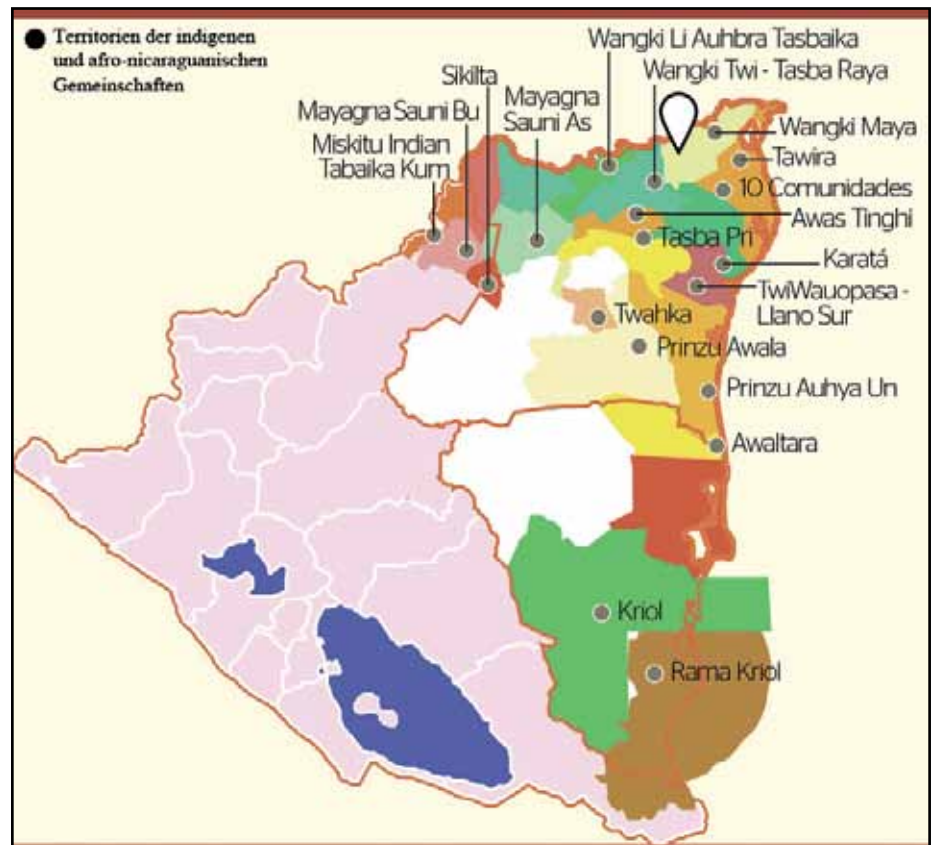 Territorien der indigenen
und afro-nicaraguanischen
Gemeinschaften
Wangki Li Auhbra Tasbaika
Wangki Twi - Tasba Raya
Sikilta
Mayagna
Sauni As
Mayagna Sauni Bu
Miskitu Indian
Tabaika Kum
Wangki Maya
Tawira
10 Comunidades
Awas Tinghi
Tasba Pri
Karatá
TwiWauopasa -
Llano Sur
Twahka
Prinzu Awala
Prinzu Auhya Un
Awaltara
Kriol
Rama Kriol